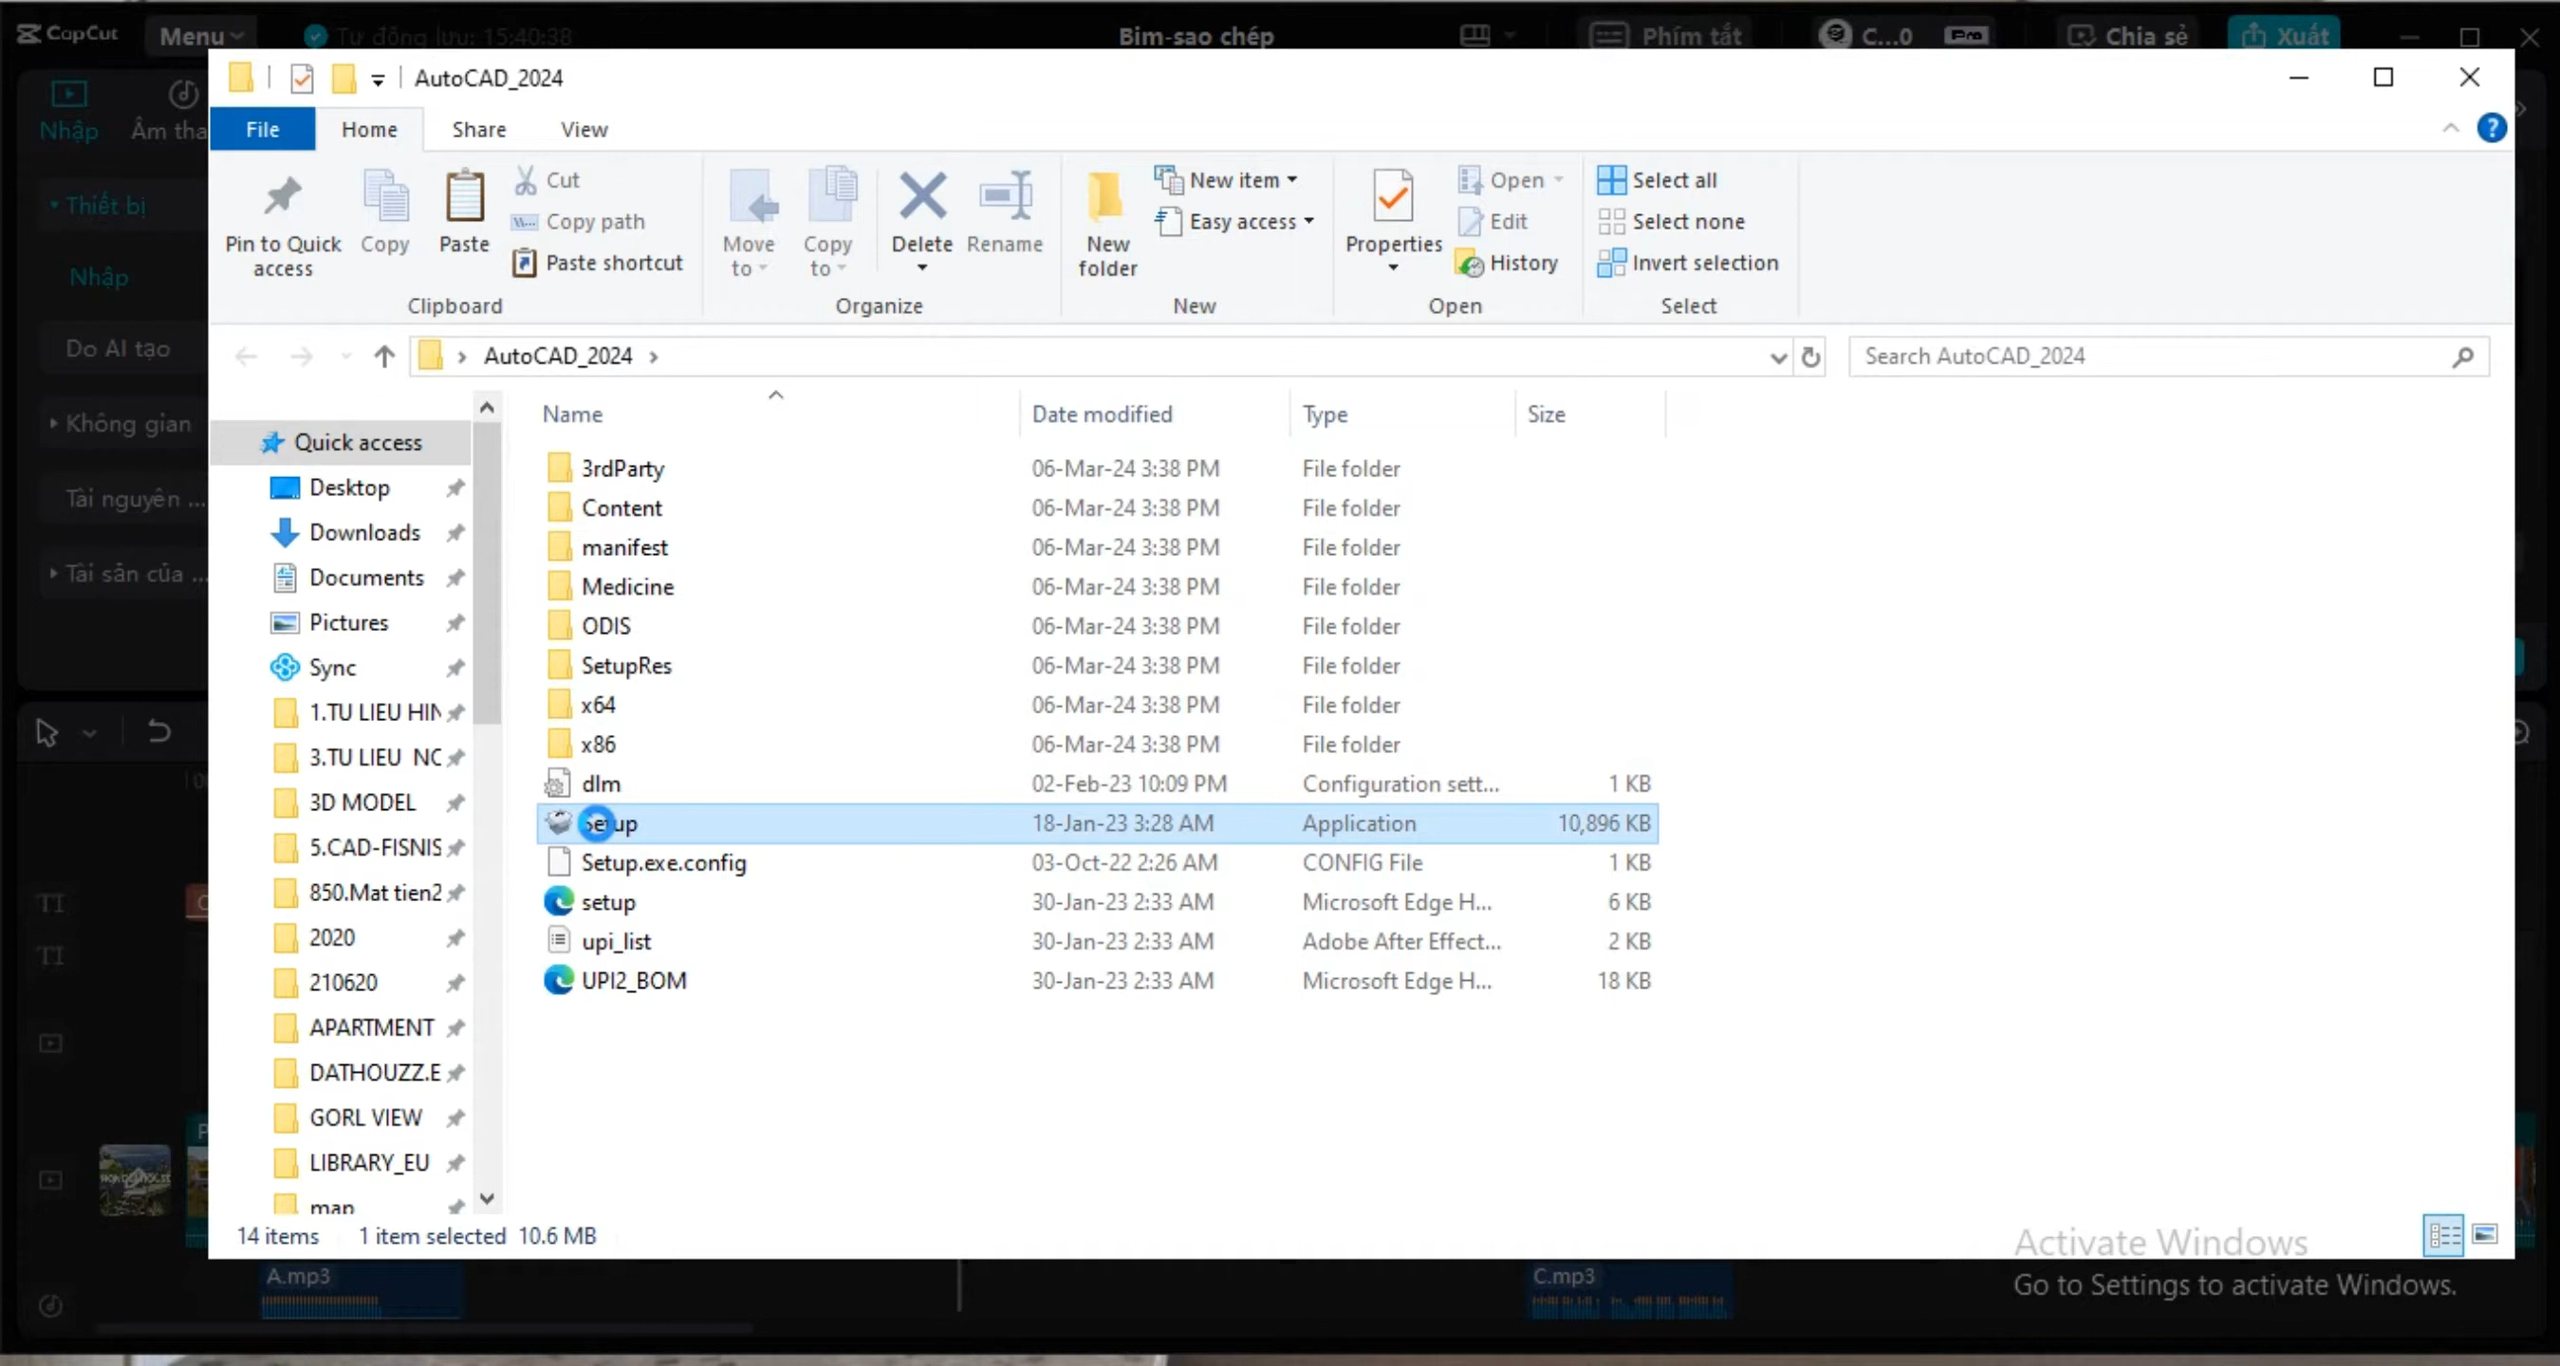 CapCut
Menu
Tự động lưu: 15:40:38
Bim-sao chép
Phím tắt
C...0
Pro
Chia sẻ
Xuất
AutoCAD_2024
Nhập
Âm tha
File
Home
Share
View
Thiết bị
Nhập
Do AI tạo
Không gian
Tài nguyên ...
Tài sản của ...
Pin to Quick access
Copy
Paste
Cut
Copy path
Paste shortcut
Clipboard
Move to
Copy to
Delete
Rename
Organize
New folder
New item
Easy access
New
Properties
Open
Edit
History
Open
Select all
Select none
Invert selection
Select
AutoCAD_2024
Search AutoCAD_2024
Quick access
Desktop
Downloads
Documents
Pictures
Sync
1.TU LIEU HIN
3.TU LIEU NC
3D MODEL
5.CAD-FISNIS
850.Mat tien2
2020
210620
APARTMENT
DATHOUZZ.E
GORL VIEW
LIBRARY_EU
map
Name Date modified Type Size
3rdParty 06-Mar-24 3:38 PM File folder
Content 06-Mar-24 3:38 PM File folder
manifest 06-Mar-24 3:38 PM File folder
Medicine 06-Mar-24 3:38 PM File folder
ODIS 06-Mar-24 3:38 PM File folder
SetupRes 06-Mar-24 3:38 PM File folder
x64 06-Mar-24 3:38 PM File folder
x86 06-Mar-24 3:38 PM File folder
dlm 02-Feb-23 10:09 PM Configuration sett... 1 KB
Setup 18-Jan-23 3:28 AM Application 10,896 KB
Setup.exe.config 03-Oct-22 2:26 AM CONFIG File 1 KB
setup 30-Jan-23 2:33 AM Microsoft Edge H... 6 KB
upi_list 30-Jan-23 2:33 AM Adobe After Effect... 2 KB
UPI2_BOM 30-Jan-23 2:33 AM Microsoft Edge H... 18 KB
14 items 1 item selected 10.6 MB
Activate Windows
Go to Settings to activate Windows.
A.mp3
C.mp3